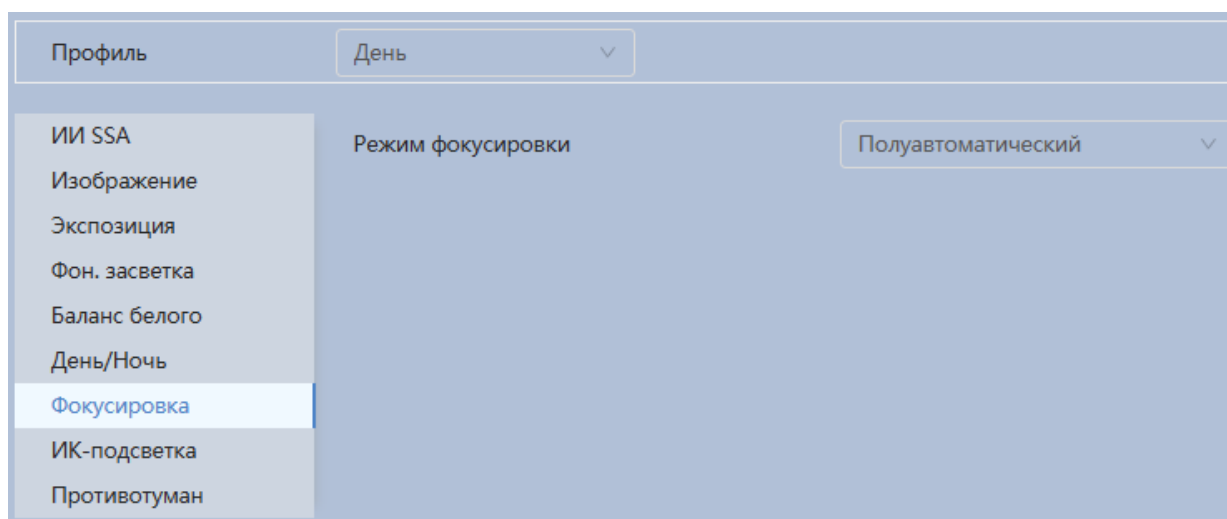 Профиль День
ИИ SSA
Режим фокусировки Полуавтоматический
Изображение
Экспозиция
Фон. засветка
Баланс белого
День/Ночь
Фокусировка
ИК-подсветка
Противотуман